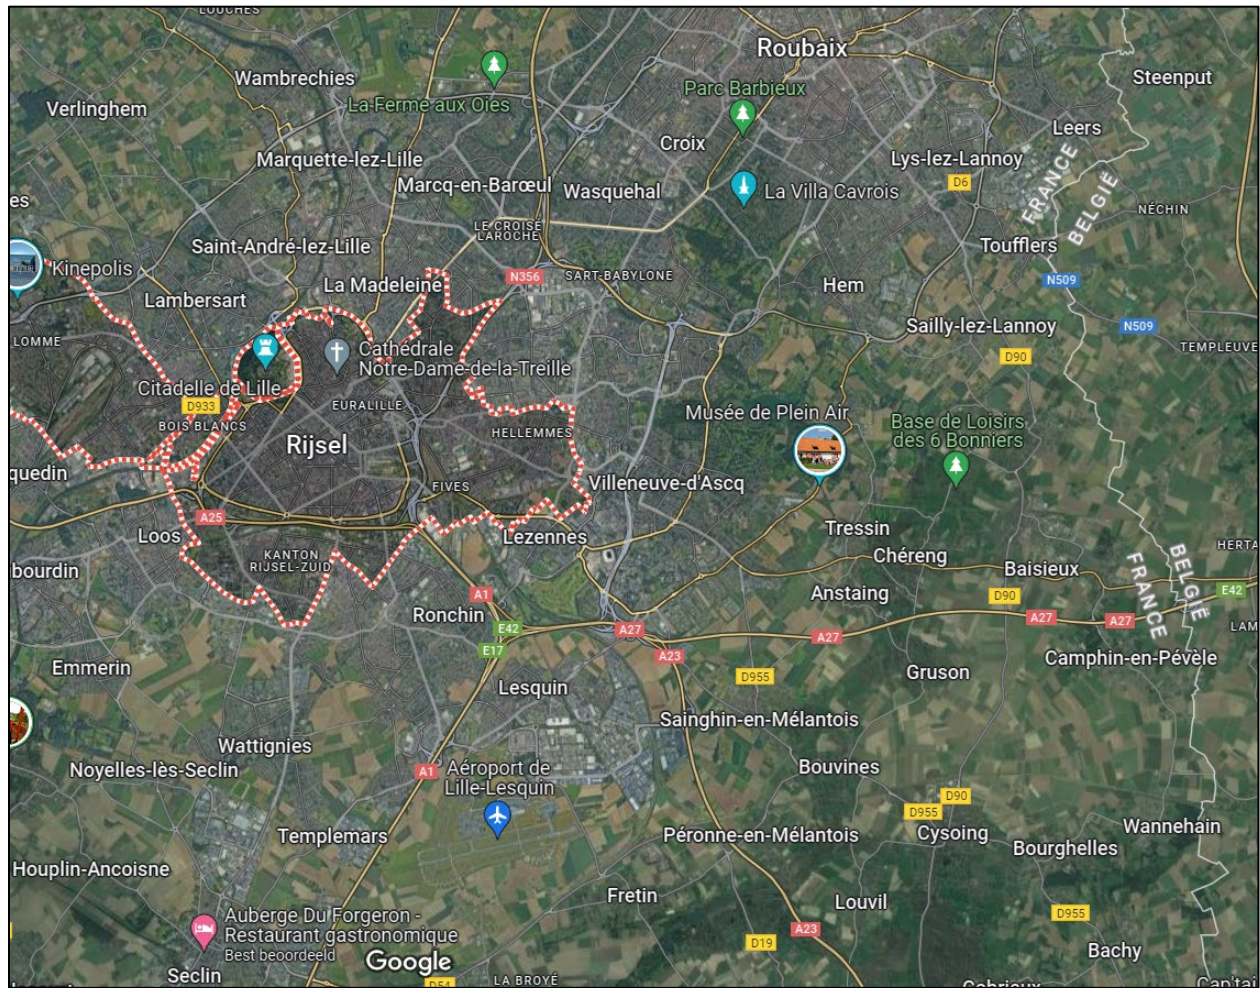 LOUCHES
Roubaix
Wambrechies
Steenput
Verlinghem
La Ferme aux Oies
Parc Barbieux
Leers
Croix
Marquette-lez-Lille
Lys-lez-Lannoy
Marcq-en-Barœul
Wasquehal
D6
La Villa Cavrois
FRANCE
BELGIË
es
NÉCHIN
LE CROISÉ
LAROCHE
Saint-André-lez-Lille
Toufflers
Kinepolis
La Madeleine
N356
SART-BABYLONE
N509
Lambersart
Hem
Sailly-lez-Lannoy
N509
LOMME
Cathédrale
Notre-Dame-de-la-Treille
TEMPLEUVE
D90
Citadelle de Lille
D933
EURALILLE
Musée de Plein Air
Base de Loisirs
des 6 Bonniers
BOIS BLANCS
HELLEMMES
Rijsel
quedin
Villeneuve-d'Ascq
FIVES
A25
Loos
Lezennes
Tressin
KANTON
RIJSEL-ZUID
Chéreng
HERTA
bourdin
Baisieux
BELGIË
FRANCE
A1
Anstaing
D90
E42
Ronchin
E42
A27
A27
A27
A27
LAM
E17
A23
Emmerin
D955
Gruson
Camphin-en-Pévèle
Lesquin
Sainghin-en-Mélantois
Wattignies
Noyelles-lès-Seclin
A1
Aéroport de
Lille-Lesquin
Bouvines
D90
D955
Templemars
Péronne-en-Mélantois
Cysoing
Wannehain
Bourghelles
Houplin-Ancoisne
Fretin
Louvil
Auberge Du Forgeron -
Restaurant gastronomique
Best beoordeeld
D955
A23
D19
Bachy
Google
Seclin
D54
LA BROYÉ
Cobrieux